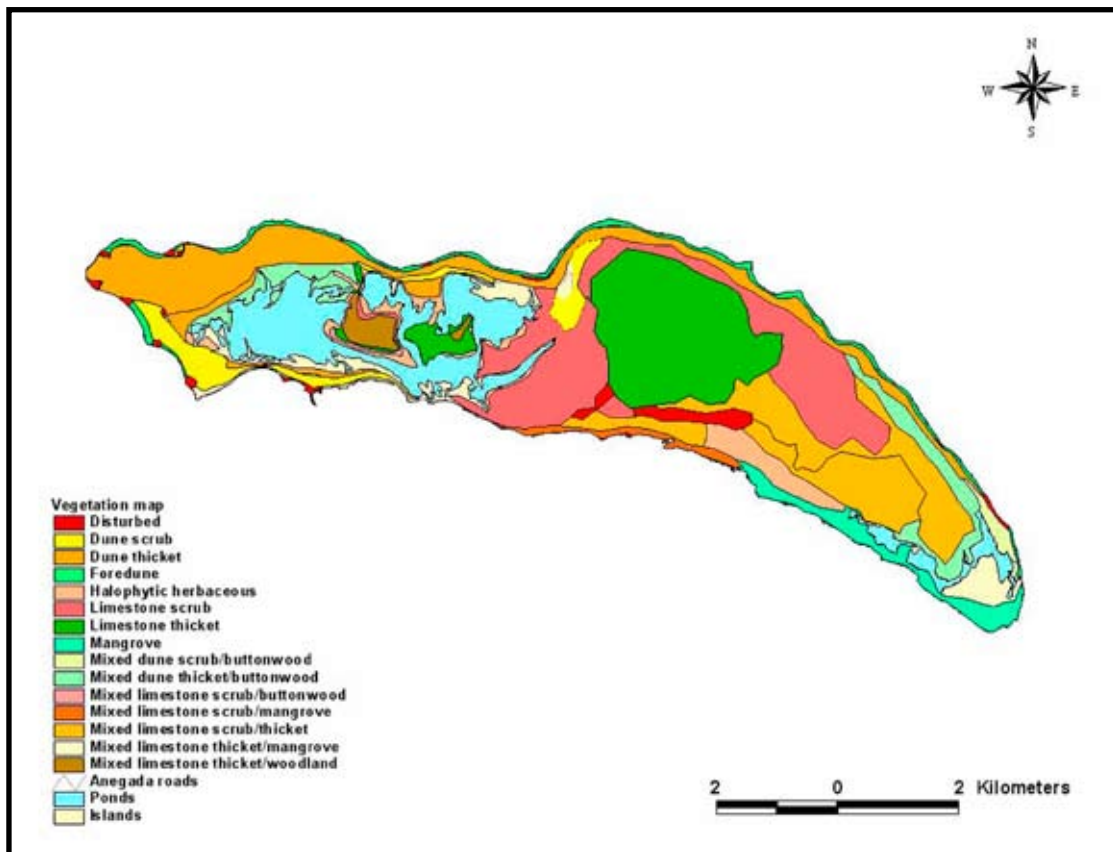 N
W E
S
Vegetation map
Disturbed
Dune scrub
Dune thicket
Foredune
Halophytic herbaceous
Limestone scrub
Limestone thicket
Mangrove
Mixed dune scrub/buttonwood
Mixed dune thicket/buttonwood
Mixed limestone scrub/buttonwood
Mixed limestone scrub/mangrove
Mixed limestone scrub/thicket
Mixed limestone thicket/mangrove
Mixed limestone thicket/woodland
Anegada roads
Ponds
Islands
2 0 2 Kilometers